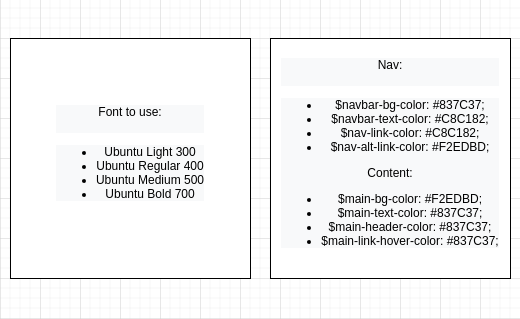 Font to use:
Ubuntu Light 300
Ubuntu Regular 400
Ubuntu Medium 500
Ubuntu Bold 700
Nav:
$navbar-bg-color: #837C37;
$navbar-text-color: #C8C182;
$nav-link-color: #C8C182;
$nav-alt-link-color: #F2EDBD;
Content:
$main-bg-color: #F2EDBD;
$main-text-color: #837C37;
$main-header-color: #837C37;
$main-link-hover-color: #837C37;